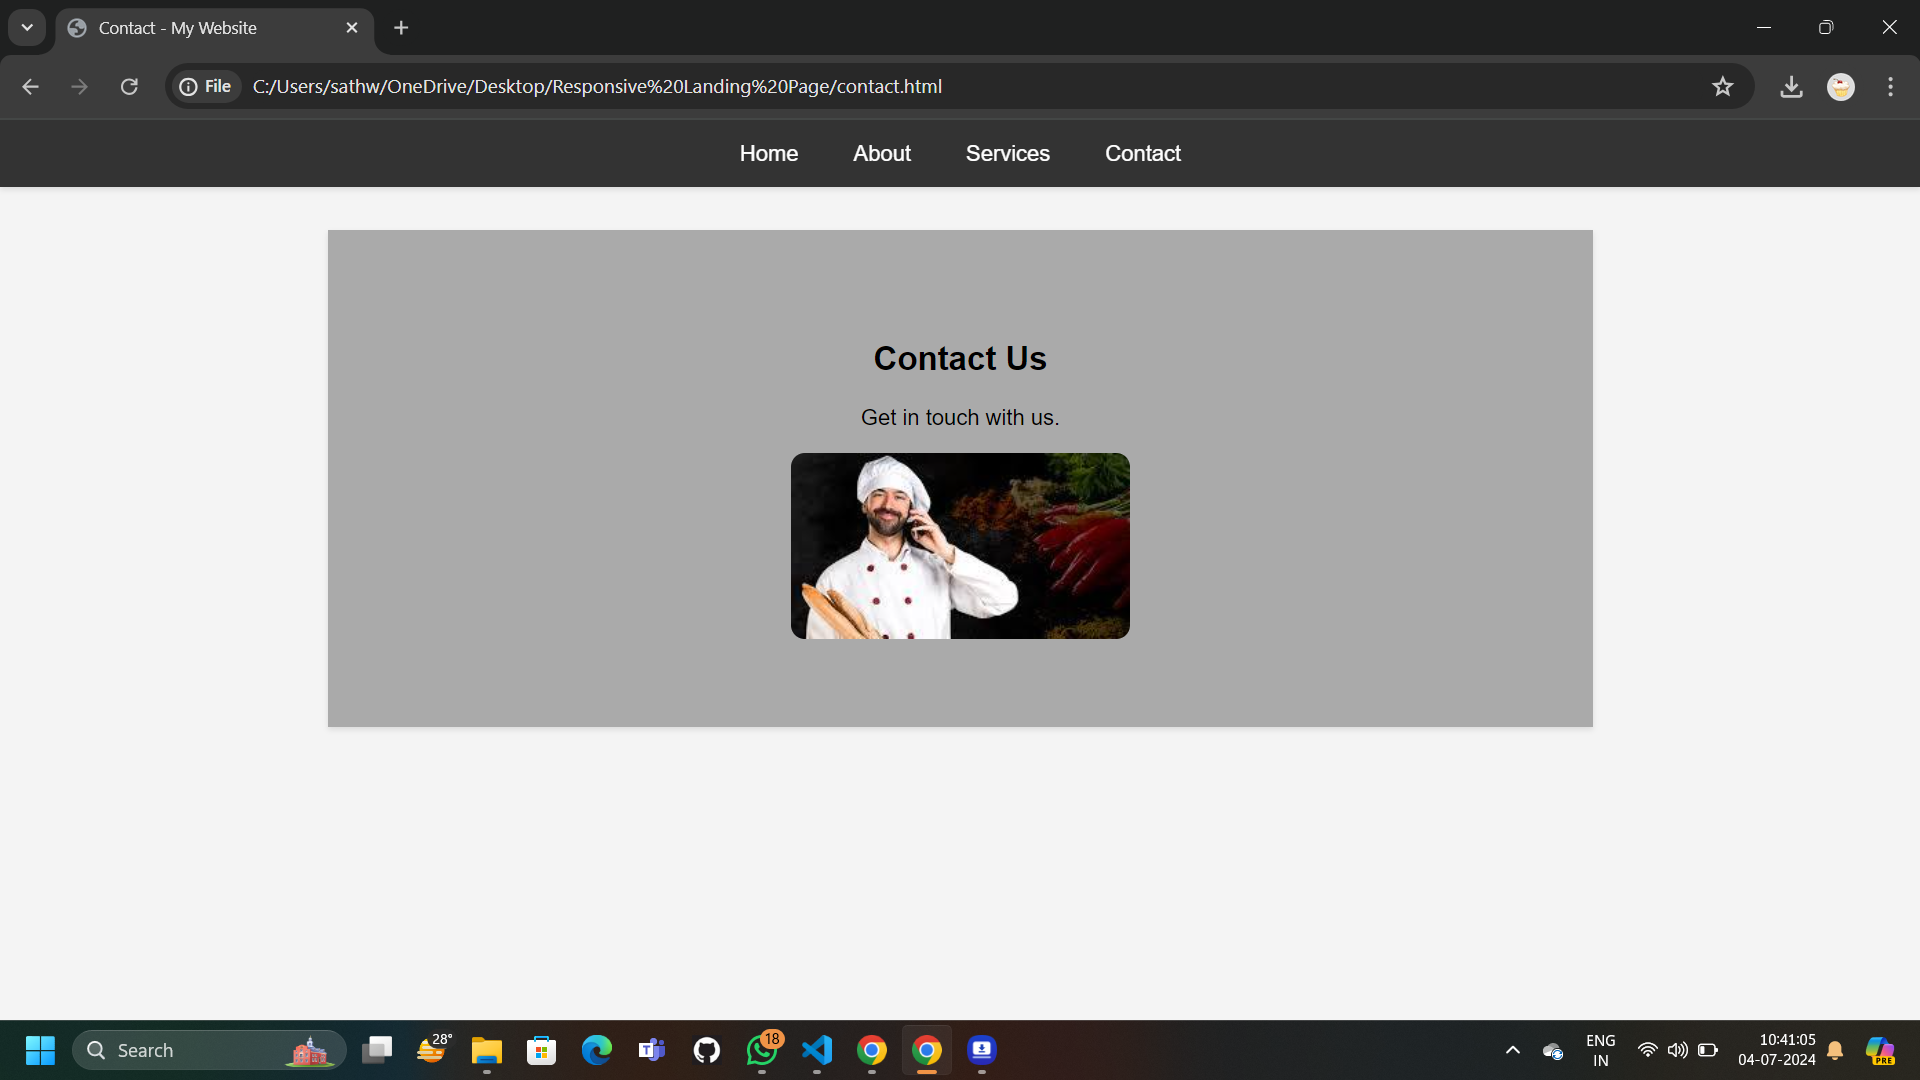 Contact - My Website
File C:/Users/sathw/OneDrive/Desktop/Responsive%20Landing%20Page/contact.html
Home About Services Contact
Contact Us
Get in touch with us.
Search 28° 18 ENG 10:41:05
IN 04-07-2024 PRE